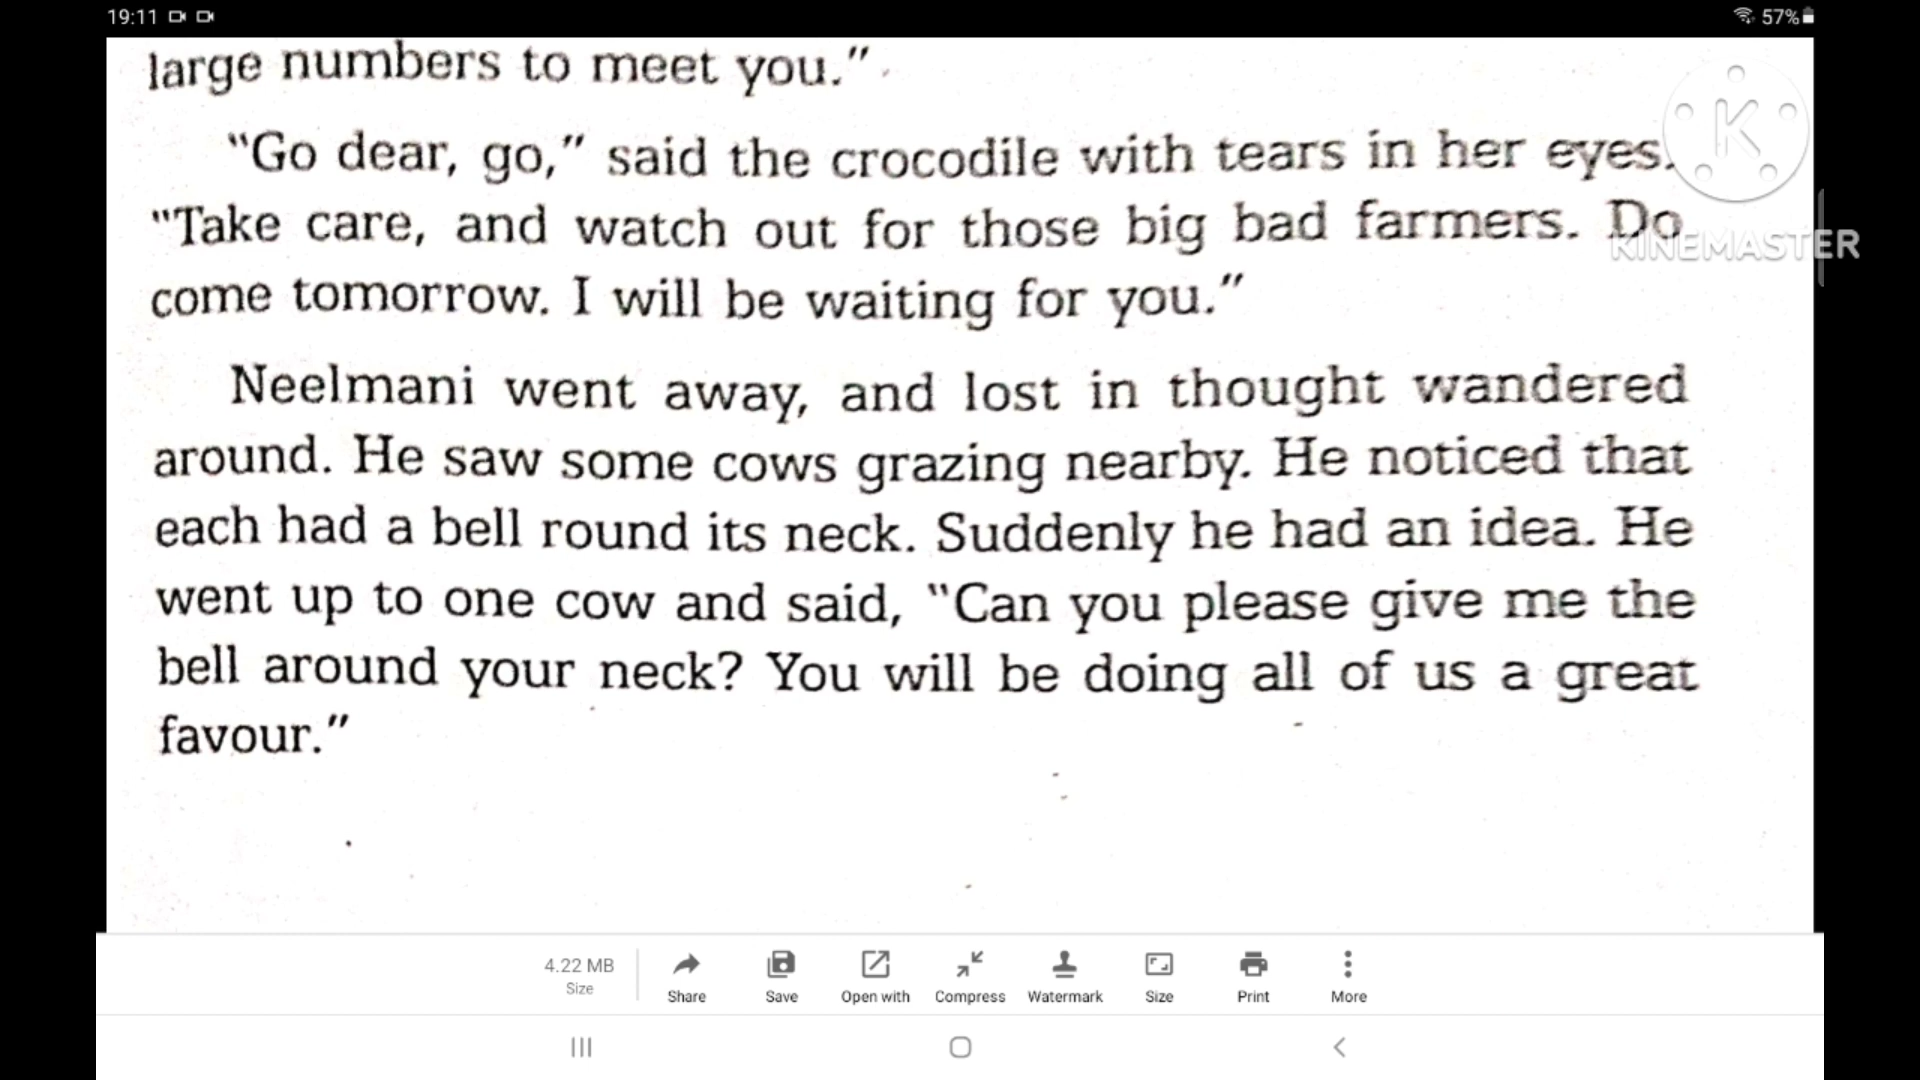 19:11
57%
large numbers to meet you."
"Go dear, go," said the crocodile with tears in her eyes.
"Take care, and watch out for those big bad farmers. Do
come tomorrow. I will be waiting for you."
Neelmani went away, and lost in thought wandered
around. He saw some cows grazing nearby. He noticed that
each had a bell round its neck. Suddenly he had an idea. He
went up to one cow and said, "Can you please give me the
bell around your neck? You will be doing all of us a great
favour."
K
KINEMASTER
4.22 MB
Size
Share Save Open with Compress Watermark Size Print More